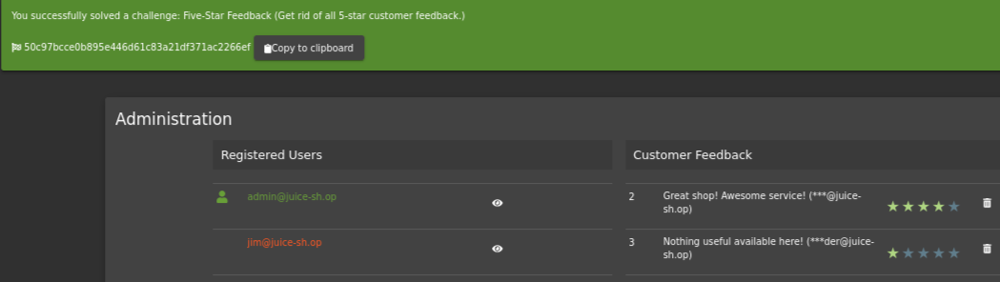 You successfully solved a challenge: Five-Star Feedback (Get rid of all 5-star customer feedback.)
50c97bcce0b895e446d61c83a21df371ac2266ef Copy to clipboard
Administration
Registered Users
Customer Feedback
admin@juice-sh.op
2 Great shop! Awesome service! (***@juice-
sh.op)
jim@juice-sh.op
3 Nothing useful available here! (***der@juice-
sh.op)